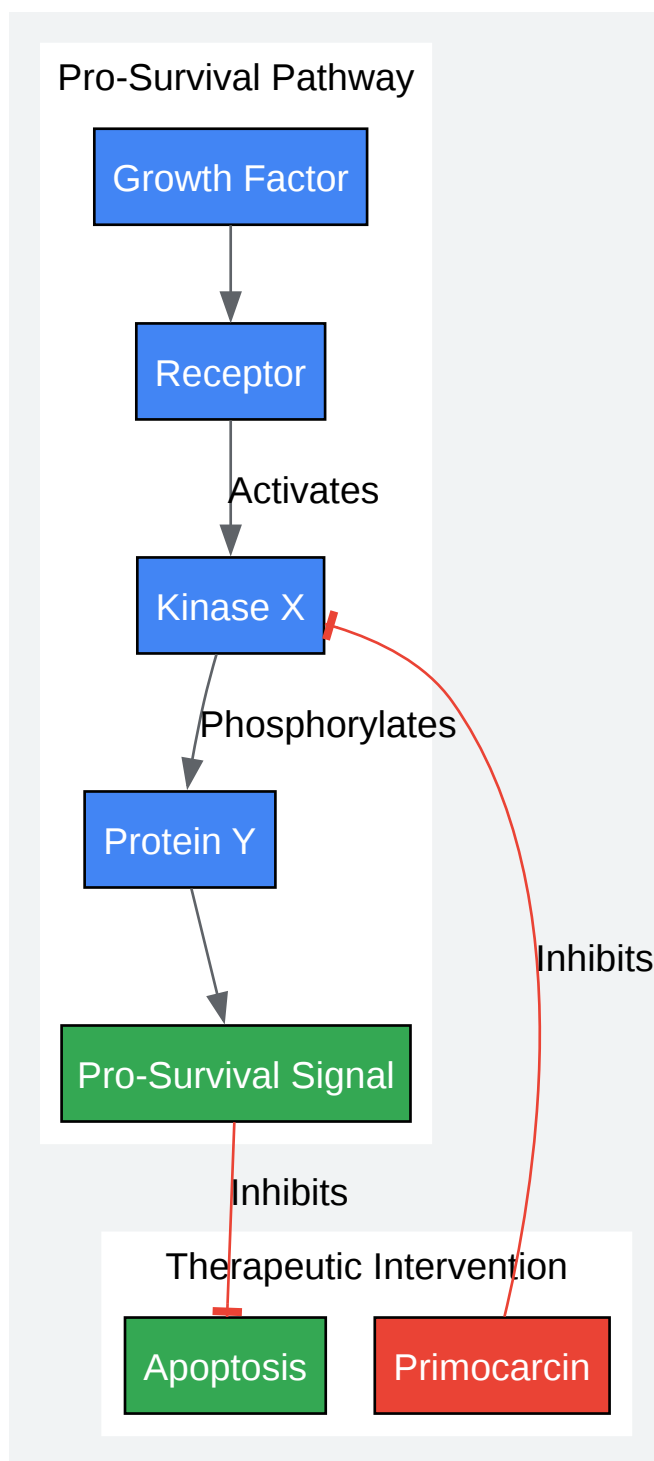 Pro-Survival Pathway
Growth Factor
Receptor
Activates
Kinase X
Phosphorylates
Protein Y
Inhibits
Pro-Survival Signal
Inhibits
Therapeutic Intervention
Apoptosis
Primocarcin